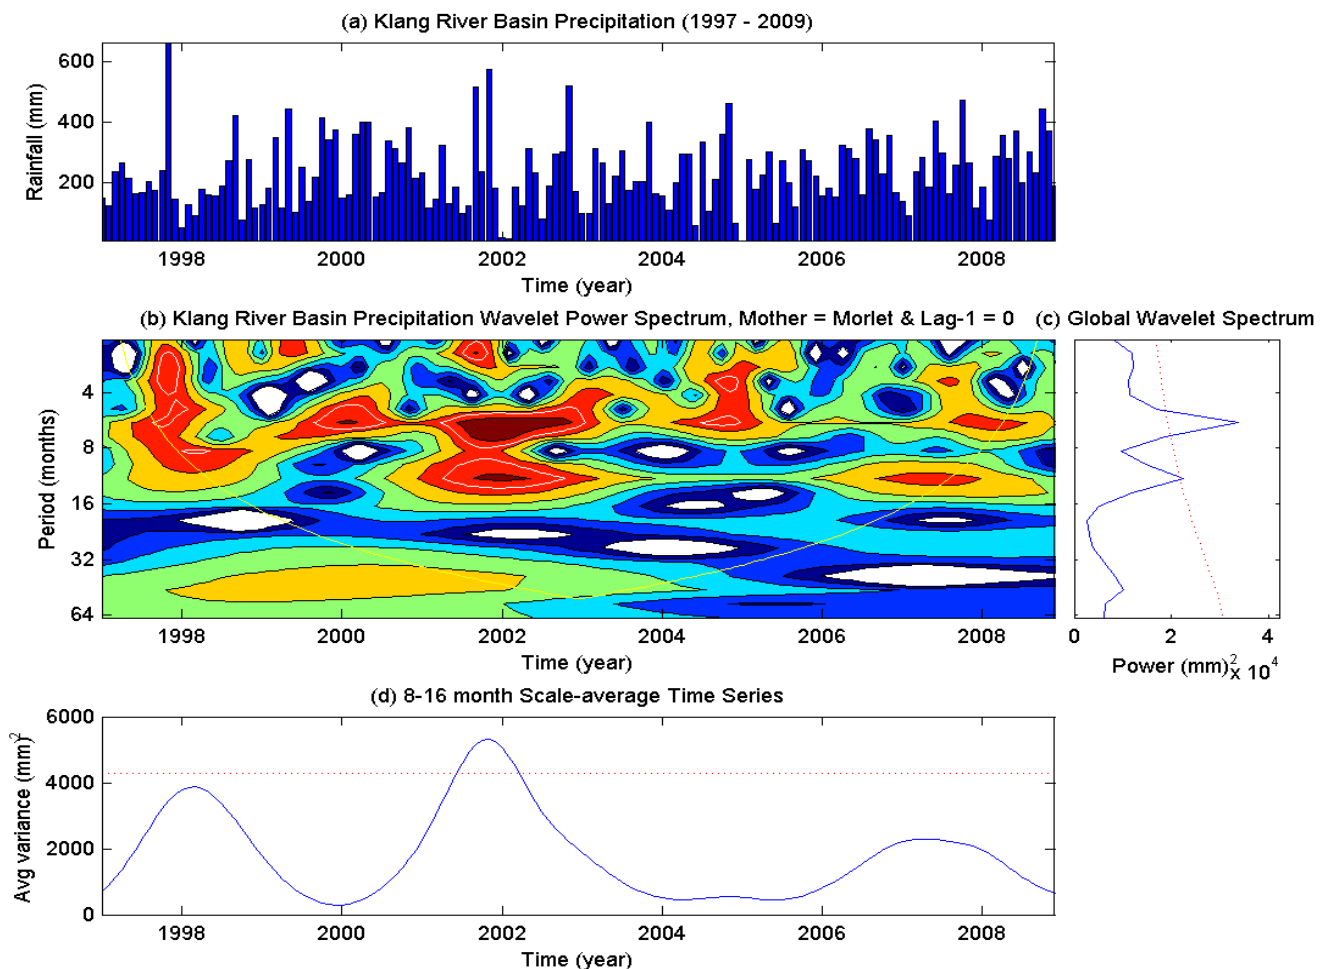 (a) Klang River Basin Precipitation (1997 - 2009)
600
400
200
Rainfall (mm)
1998 2000 2002 2004 2006 2008
Time (year)
(b) Klang River Basin Precipitation Wavelet Power Spectrum, Mother = Morlet & Lag-1 = 0
(c) Global Wavelet Spectrum
4
8
16
32
64
Period (months)
1998 2000 2002 2004 2006 2008
Time (year)
0 2 4
Power (mm)2
x 104
(d) 8-16 month Scale-average Time Series
6000
4000
2000
0
Avg variance (mm)2
1998 2000 2002 2004 2006 2008
Time (year)